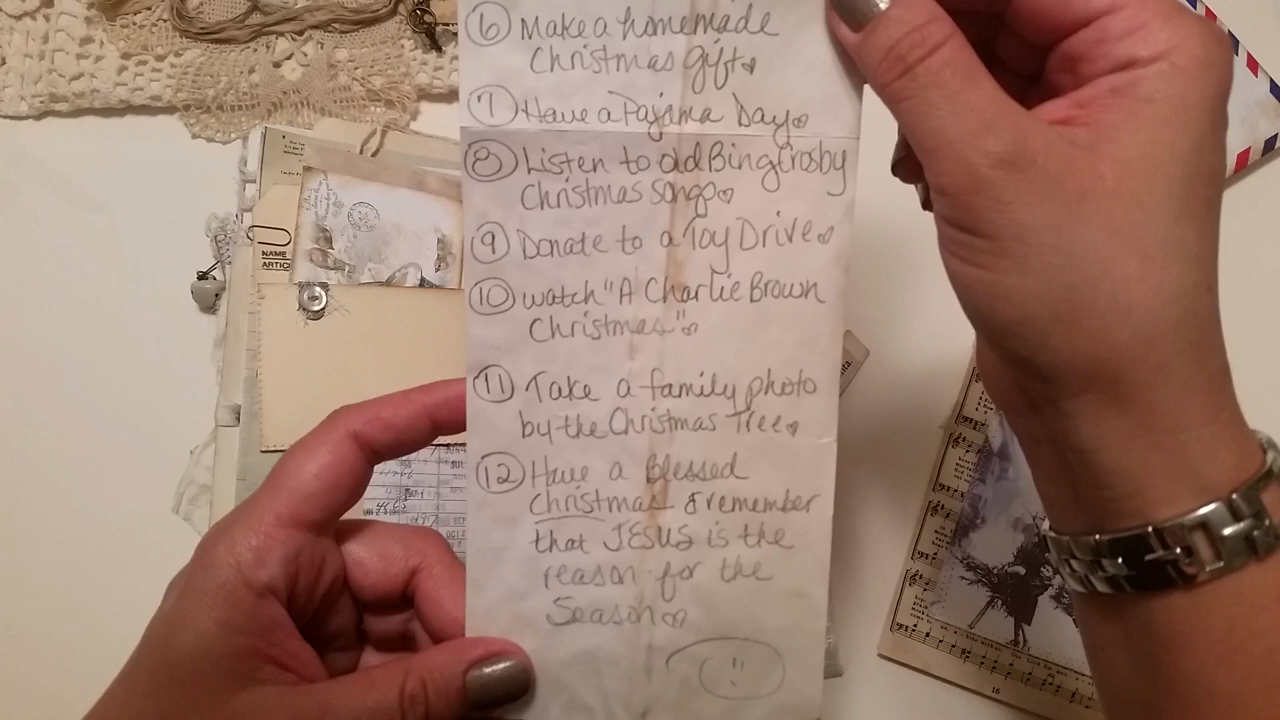 6 Make a homemade
Christmas gift
7 Have a Pajama Day
8 Listen to old Bing Crosby
Christmas songs
9 Donate to a Toy Drive
10 watch "A Charlie Brown
Christmas"
11 Take a family photo
by the Christmas Tree
12 Have a Blessed
Christmas & remember
that JESUS is the
reason for the
Season
NAME
ARTIC
16